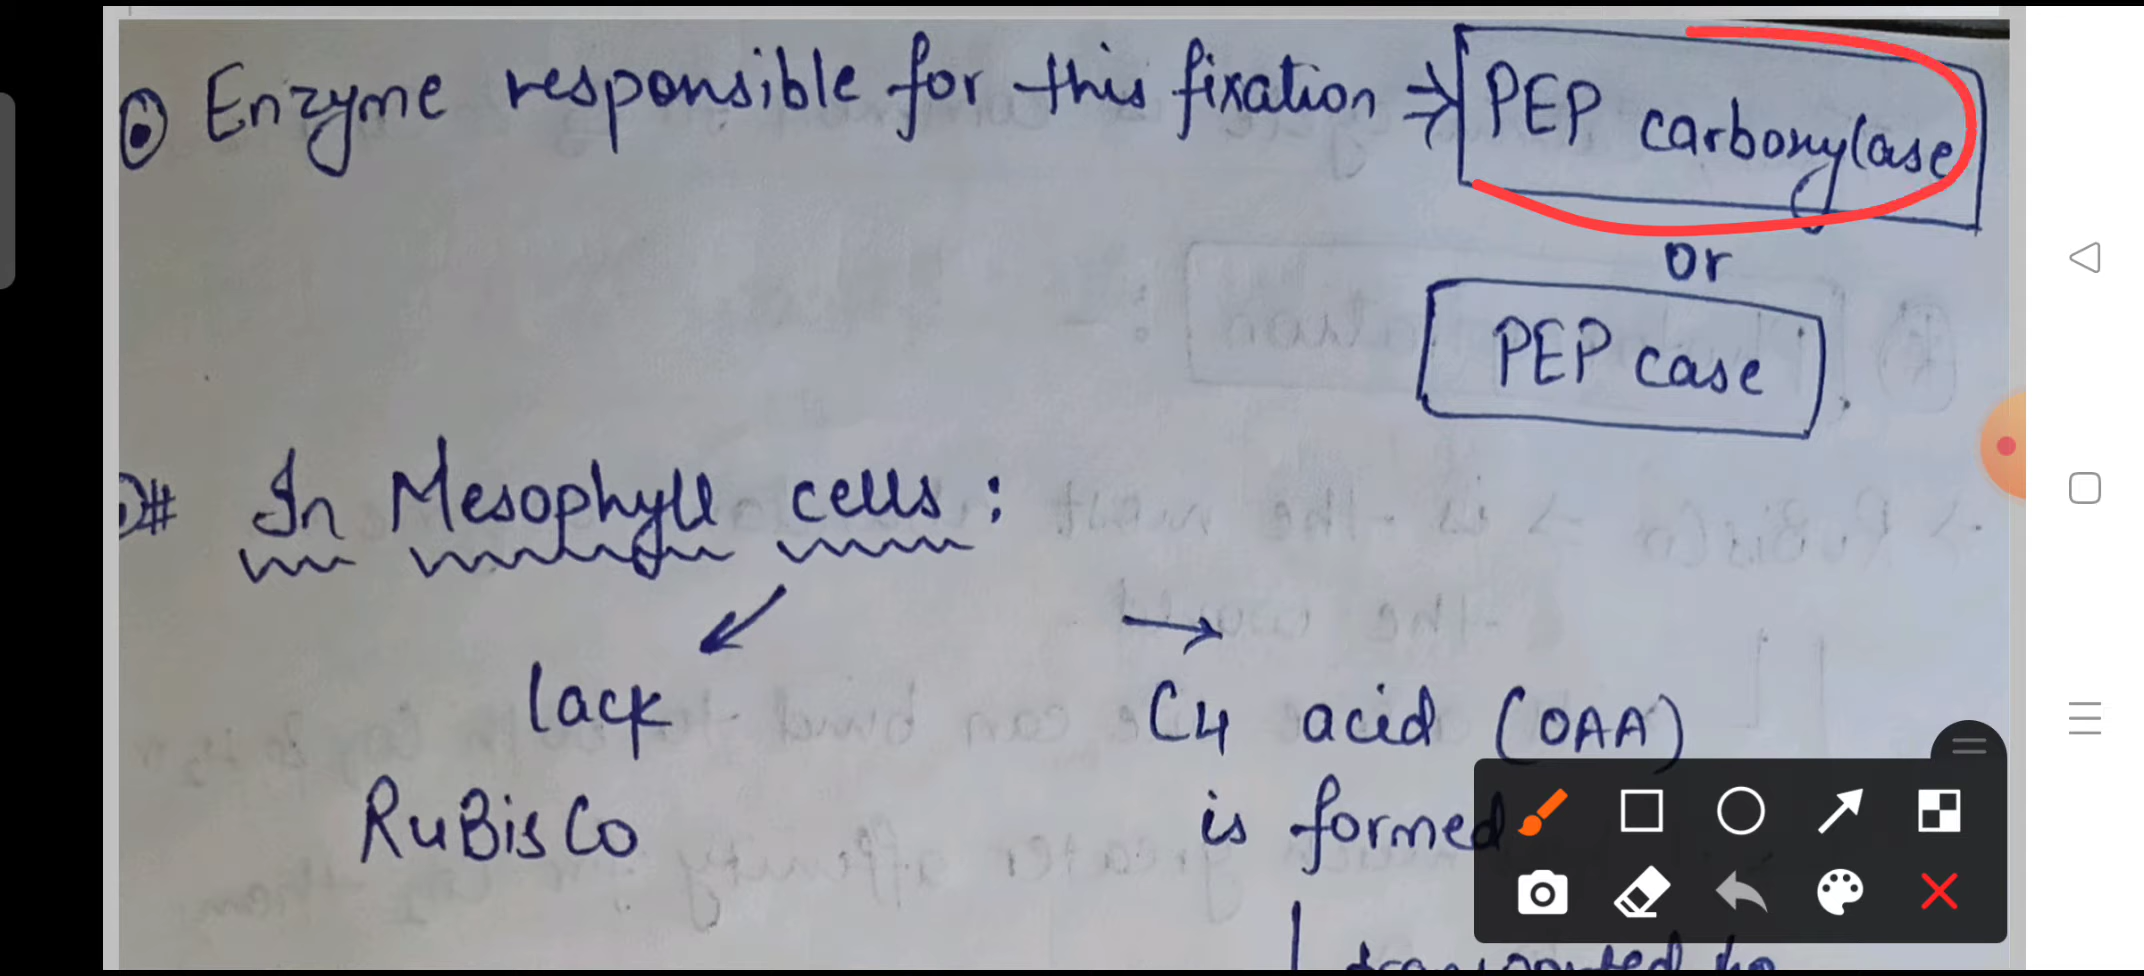 Enzyme responsible for this fixation ⇒ PEP carboxylase
or
PEP case
# In Mesophyll cells :
lack
RuBisCo
→
C4 acid (OAA)
is formed